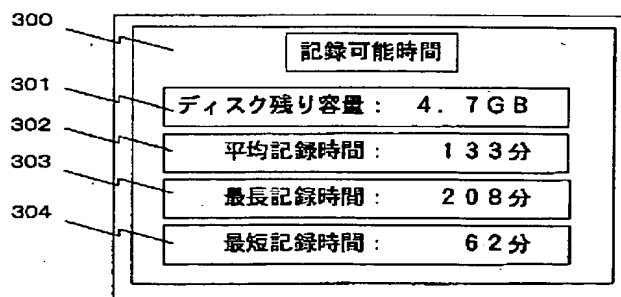 300
記録可能時間
301
ディスク残り容量： 4．7GB
302
平均記録時間： 133分
303
最長記録時間： 208分
304
最短記録時間： 62分